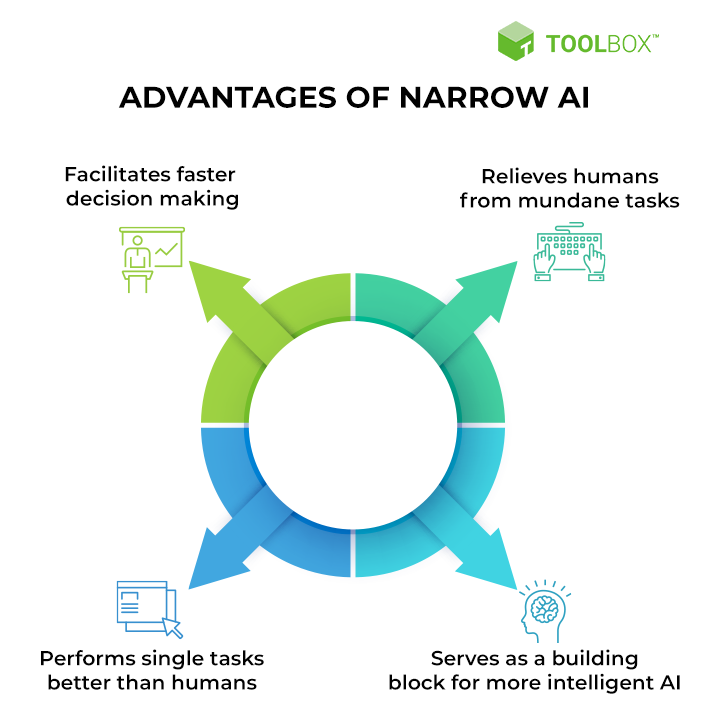 TOOLBOX™
ADVANTAGES OF NARROW AI
Facilitates faster
decision making
Relieves humans
from mundane tasks
Performs single tasks
better than humans
Serves as a building
block for more intelligent AI